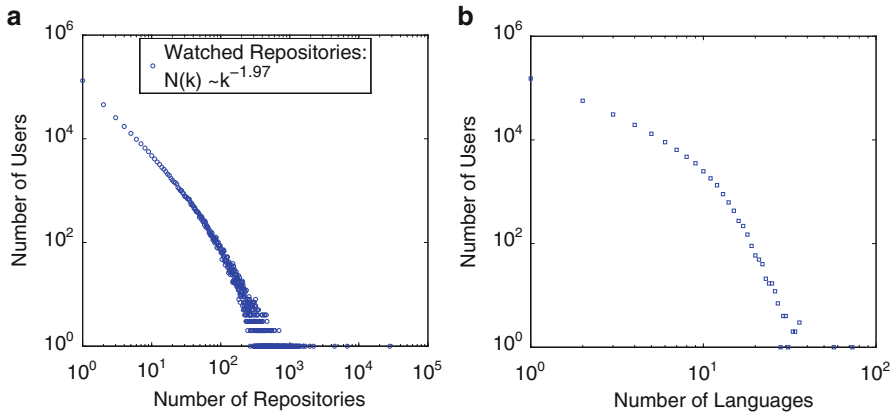 a
10^6
10^4
10^2
10^0
Number of Users
Watched Repositories:
N(k) ~k^−1.97
10^0 10^1 10^2 10^3 10^4 10^5
Number of Repositories
b
10^6
10^4
10^2
10^0
Number of Users
10^0 10^1 10^2
Number of Languages